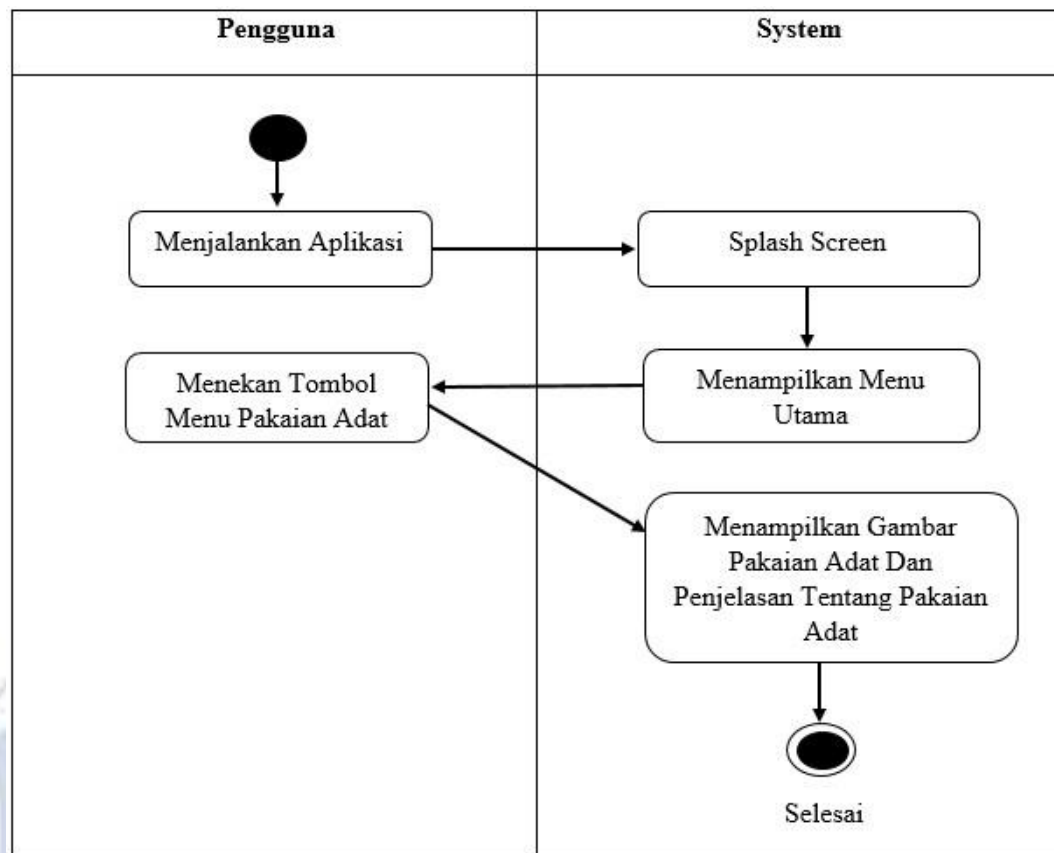 Pengguna
System
Menjalankan Aplikasi
Splash Screen
Menekan Tombol
Menu Pakaian Adat
Menampilkan Menu
Utama
Menampilkan Gambar
Pakaian Adat Dan
Penjelasan Tentang Pakaian
Adat
Selesai